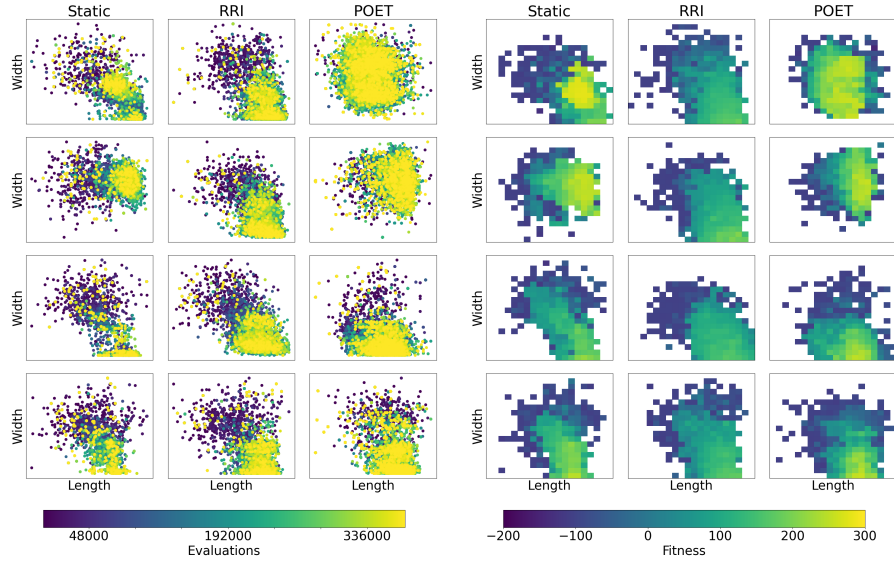 Static RRI POET Static RRI POET
Width Width
Width Width
Width Width
Width Width
Length Length Length Length Length Length
48000 192000 336000 −200 −100 0 100 200 300
Evaluations Fitness